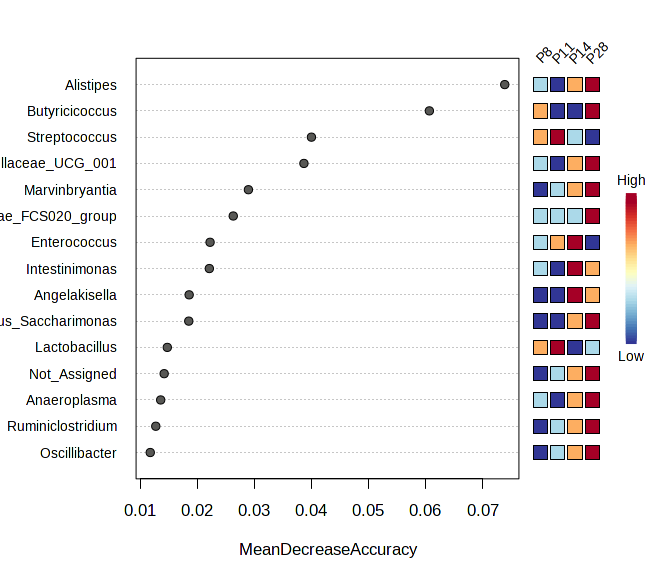 P8 P11 P14 P28
Alistipes
Butyricicoccus
Streptococcus
llaceae_UCG_001
Marvinbryantia
ae_FCS020_group
Enterococcus
Intestinimonas
Angelakisella
us_Saccharimonas
Lactobacillus
Not_Assigned
Anaeroplasma
Ruminiclostridium
Oscillibacter
High
Low
0.01 0.02 0.03 0.04 0.05 0.06 0.07
MeanDecreaseAccuracy